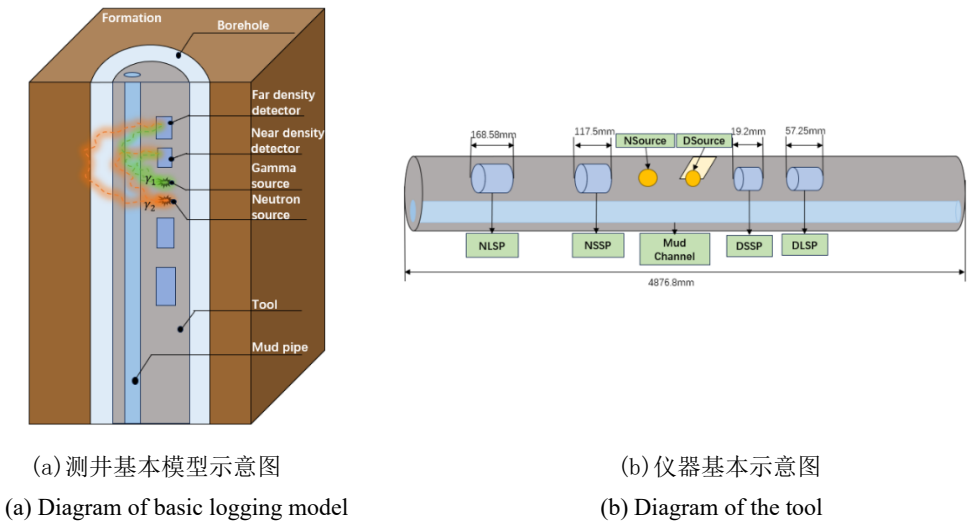 Formation
Borehole
Far density
detector
Near density
detector
Gamma
source
Neutron
source
γ1
γ2
Tool
Mud pipe
168.58mm
117.5mm
NSource
DSource
19.2mm
57.25mm
NLSP
NSSP
Mud
Channel
DSSP
DLSP
4876.8mm
(a)测井基本模型示意图
(b)仪器基本示意图
(a) Diagram of basic logging model
(b) Diagram of the tool